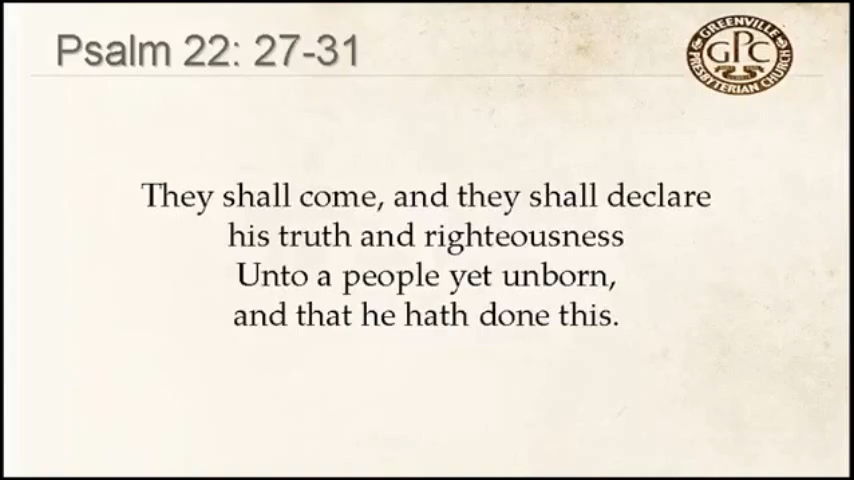 Psalm 22: 27-31
GREENVILLE
GPC
PRESBYTERIAN CHURCH
They shall come, and they shall declare
his truth and righteousness
Unto a people yet unborn,
and that he hath done this.